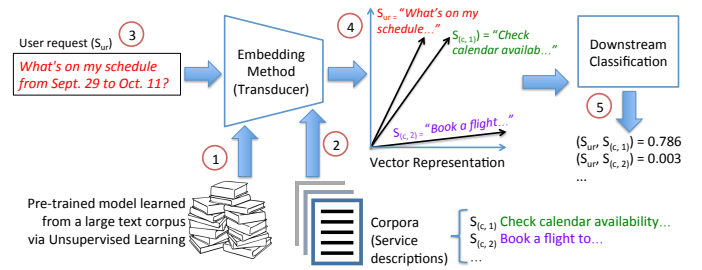 User request (Sur)
3
What's on my schedule
from Sept. 29 to Oct. 11?
Embedding
Method
(Transducer)
1
2
4
Sur = "What's on my
schedule…"
S(c, 1) = "Check
calendar availab…"
S(c, 2) = "Book a flight…"
Vector Representation
Downstream
Classification
5
(Sur, S(c, 1)) = 0.786
(Sur, S(c, 2)) = 0.003
...
Pre-trained model learned
from a large text corpus
via Unsupervised Learning
Corpora
(Service
descriptions)
S(c, 1) Check calendar availability…
S(c, 2) Book a flight to…
…